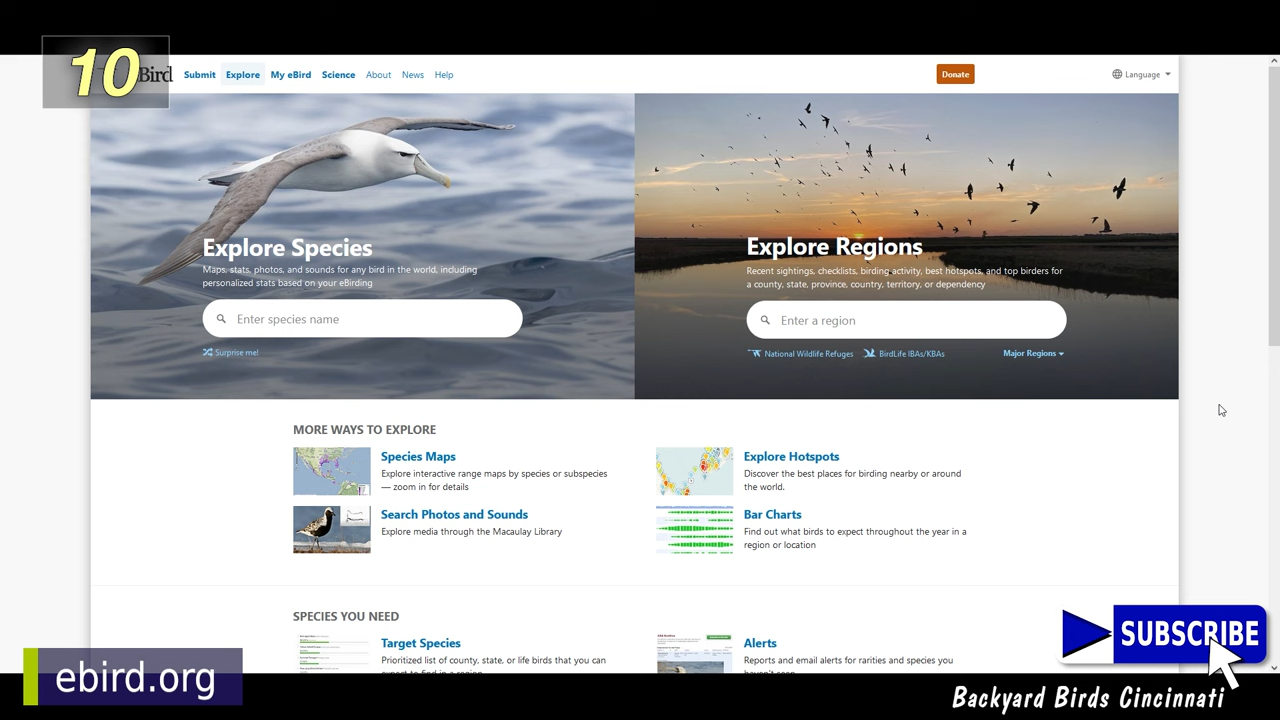 10
Bird
Submit
Explore
My eBird
Science
About
News
Help
Donate
Language
Explore Species
Maps, stats, photos, and sounds for any bird in the world, including
personalized stats based on your eBirding
Enter species name
Surprise me!
Explore Regions
Recent sightings, checklists, birding activity, best hotspots, and top birders for
a county, state, province, country, territory, or dependency
Enter a region
National Wildlife Refuges
BirdLife IBAs/KBAs
Major Regions
MORE WAYS TO EXPLORE
Species Maps
Explore interactive range maps by species or subspecies
— zoom in for details
Explore Hotspots
Discover the best places for birding nearby or around
the world.
Search Photos and Sounds
Explore media through the Macaulay Library
Bar Charts
Find out what birds to expect throughout the year in a
region or location
SPECIES YOU NEED
Target Species
Prioritized list of county, state, or life birds that you can
expect to find in a region
Alerts
Reports and email alerts for rarities and species you
haven't seen
SUBSCRIBE
ebird.org
Backyard Birds Cincinnati